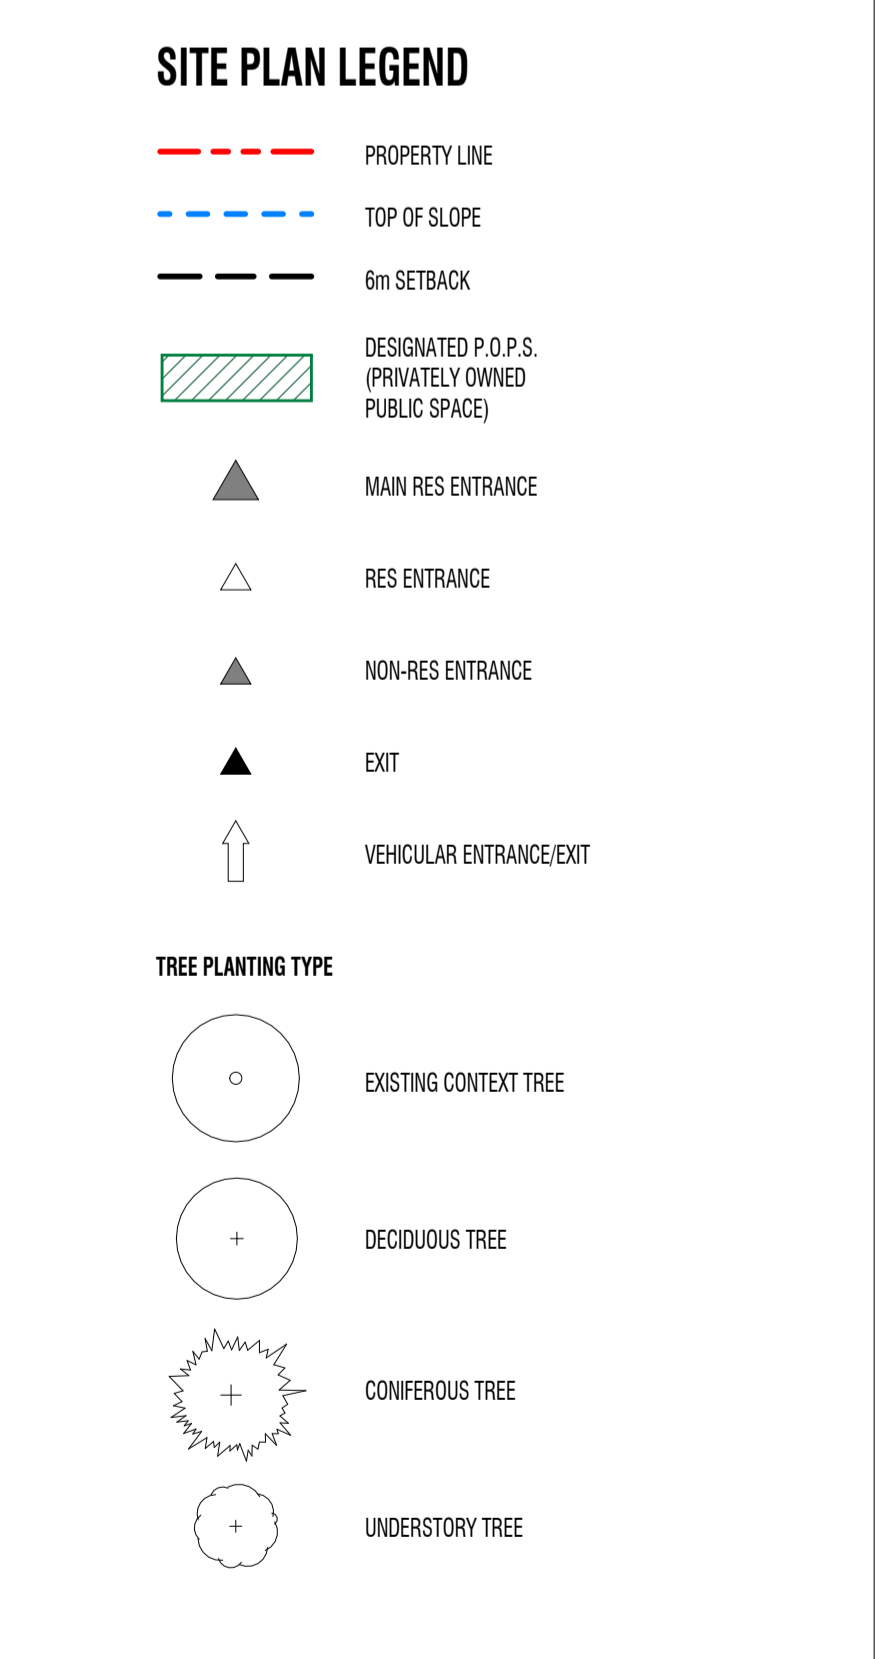 SITE PLAN LEGEND
PROPERTY LINE
TOP OF SLOPE
6m SETBACK
DESIGNATED P.O.P.S.
(PRIVATELY OWNED
PUBLIC SPACE)
MAIN RES ENTRANCE
RES ENTRANCE
NON-RES ENTRANCE
EXIT
VEHICULAR ENTRANCE/EXIT
TREE PLANTING TYPE
EXISTING CONTEXT TREE
DECIDUOUS TREE
CONIFEROUS TREE
UNDERSTORY TREE